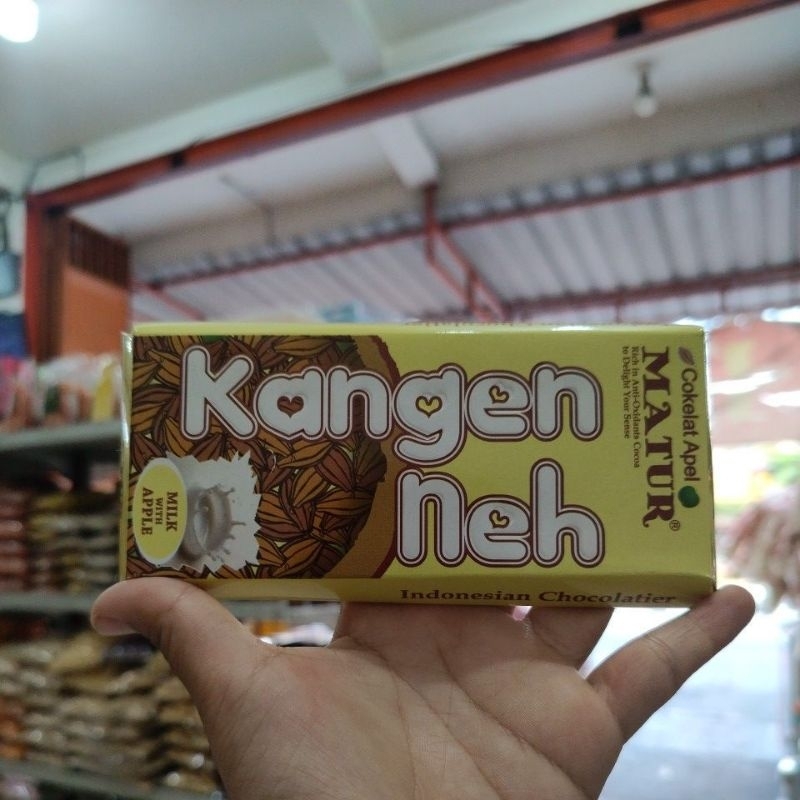 Kangen
Neh
MILK
WITH
APPLE
Cokelat Apel
MATUR®
Rich in Anti-Oxidants Cocoa
to Delight Your Sense
Indonesian Chocolatier